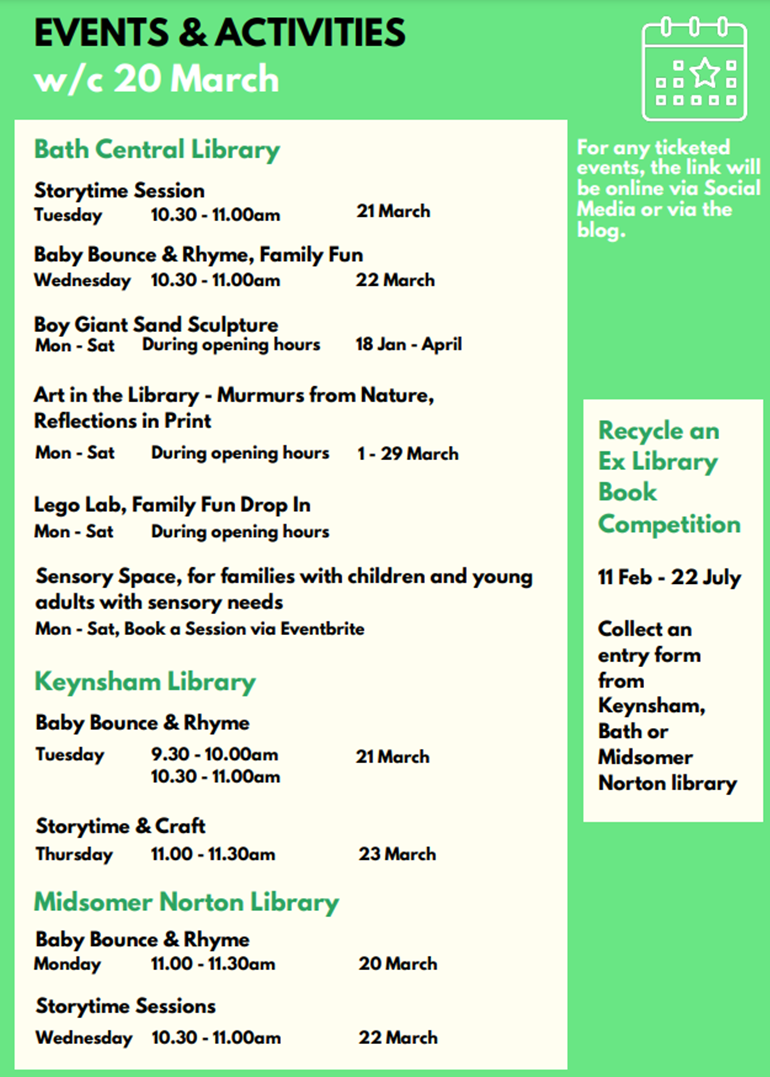 EVENTS & ACTIVITIES
w/c 20 March
For any ticketed
events, the link will
be online via Social
Media or via the
blog.
Bath Central Library
Storytime Session
Tuesday 10.30 - 11.00am 21 March
Baby Bounce & Rhyme, Family Fun
Wednesday 10.30 - 11.00am 22 March
Boy Giant Sand Sculpture
Mon - Sat During opening hours 18 Jan - April
Art in the Library - Murmurs from Nature,
Reflections in Print
Mon - Sat During opening hours 1 - 29 March
Lego Lab, Family Fun Drop In
Mon - Sat During opening hours
Sensory Space, for families with children and young
adults with sensory needs
Mon - Sat, Book a Session via Eventbrite
Keynsham Library
Baby Bounce & Rhyme
Tuesday 9.30 - 10.00am 21 March
10.30 - 11.00am
Storytime & Craft
Thursday 11.00 - 11.30am 23 March
Midsomer Norton Library
Baby Bounce & Rhyme
Monday 11.00 - 11.30am 20 March
Storytime Sessions
Wednesday 10.30 - 11.00am 22 March
Recycle an
Ex Library
Book
Competition
11 Feb - 22 July
Collect an
entry form
from
Keynsham,
Bath or
Midsomer
Norton library